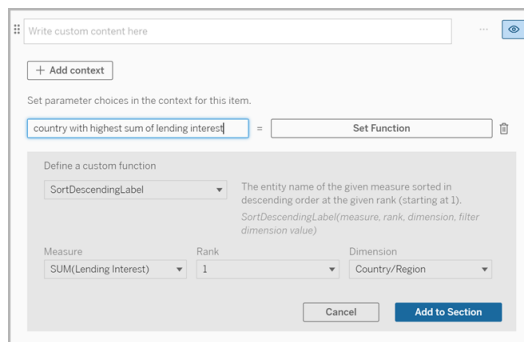 Write custom content here
+ Add context
Set parameter choices in the context for this item.
country with highest sum of lending interest = Set Function
Define a custom function
SortDescendingLabel
The entity name of the given measure sorted in
descending order at the given rank (starting at 1).
SortDescendingLabel(measure, rank, dimension, filter
dimension value)
Measure Rank Dimension
SUM(Lending Interest) 1 Country/Region
Cancel Add to Section